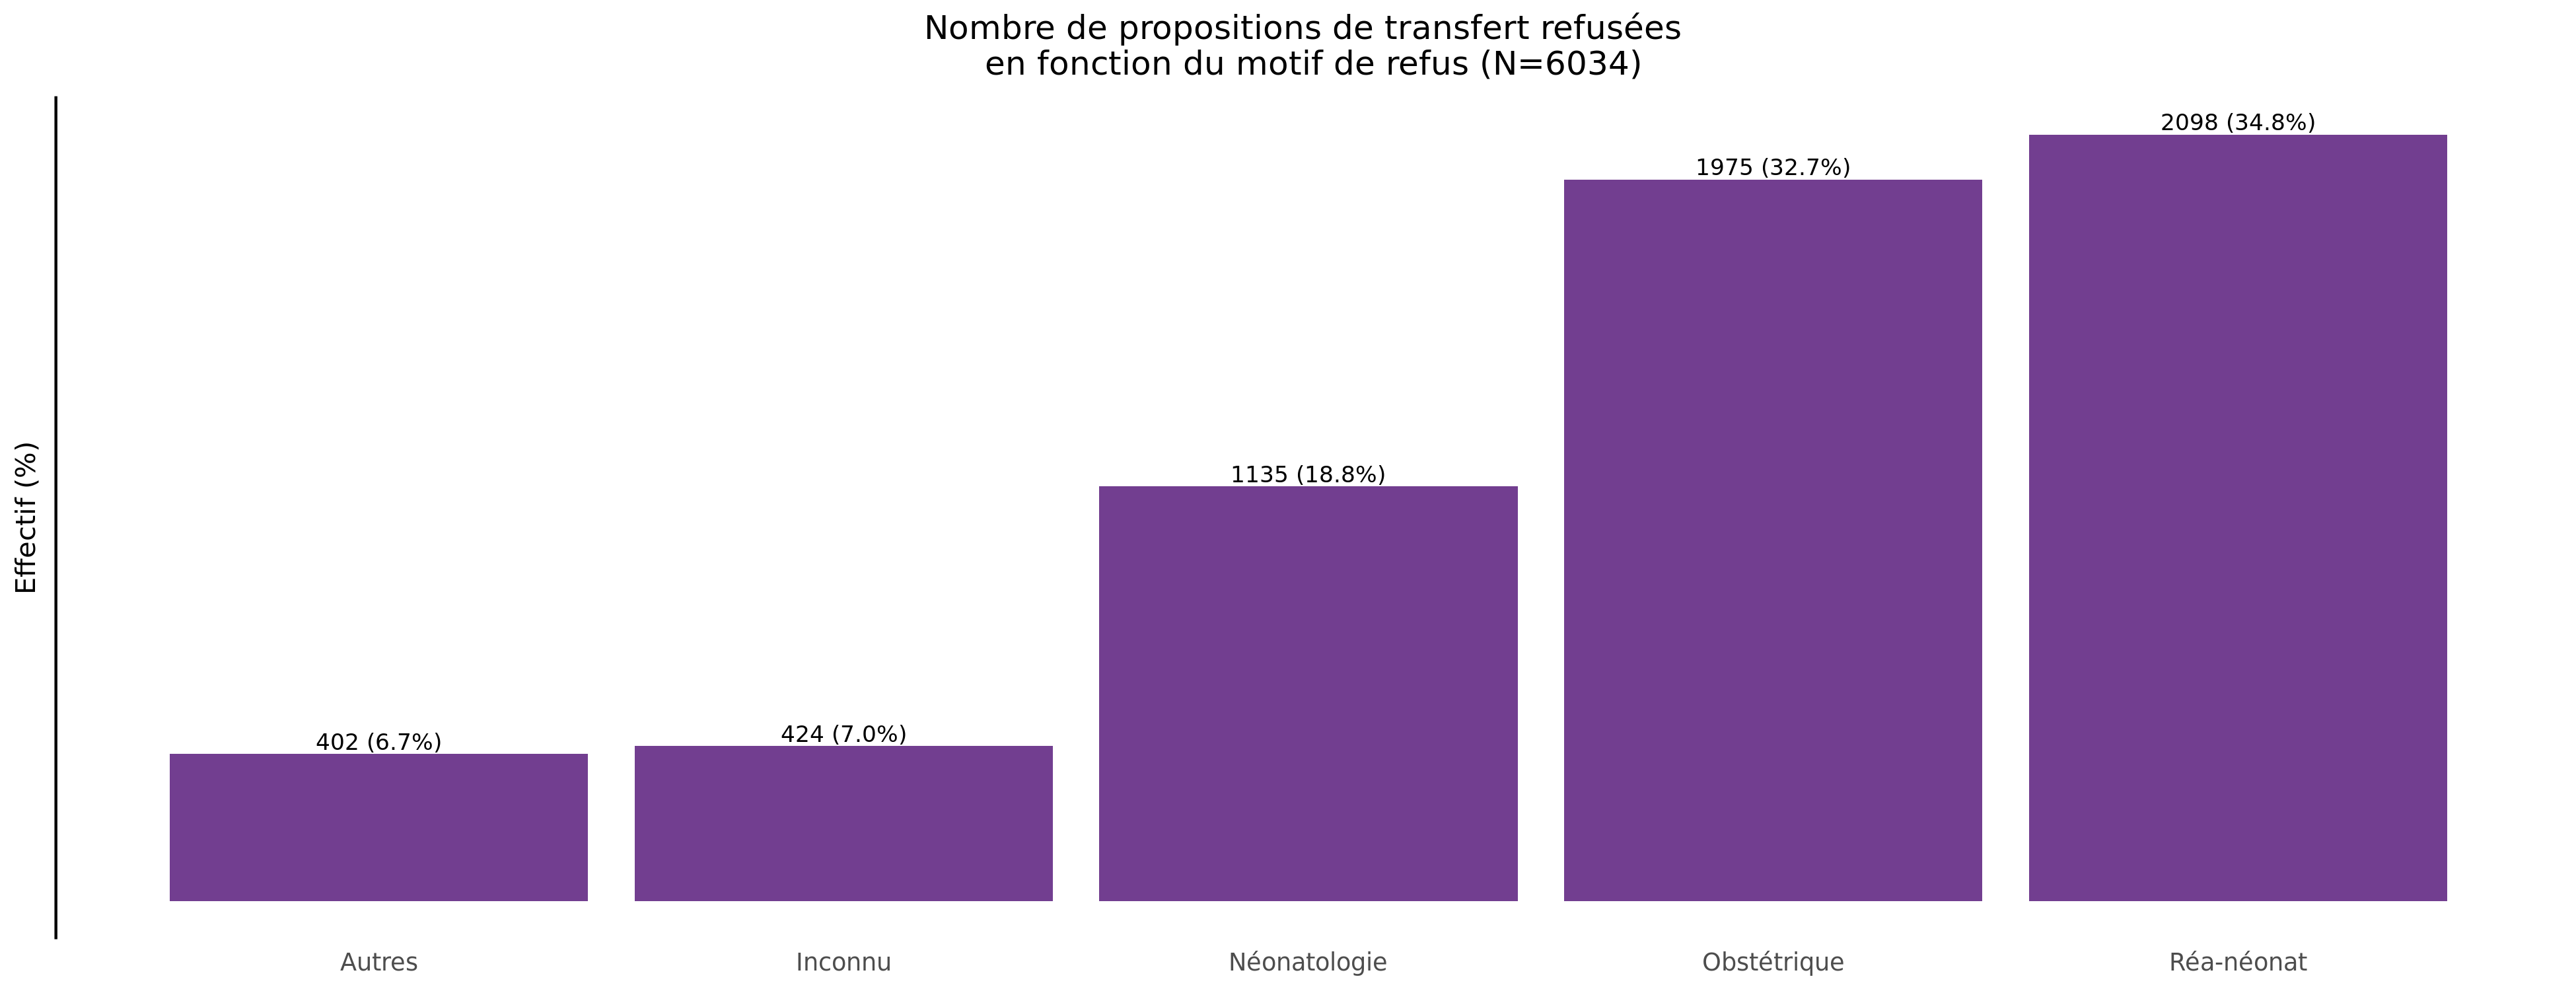 Nombre de propositions de transfert refusées
en fonction du motif de refus (N=6034)
Effectif (%)
402 (6.7%)
424 (7.0%)
1135 (18.8%)
1975 (32.7%)
2098 (34.8%)
Autres
Inconnu
Néonatologie
Obstétrique
Réa-néonat